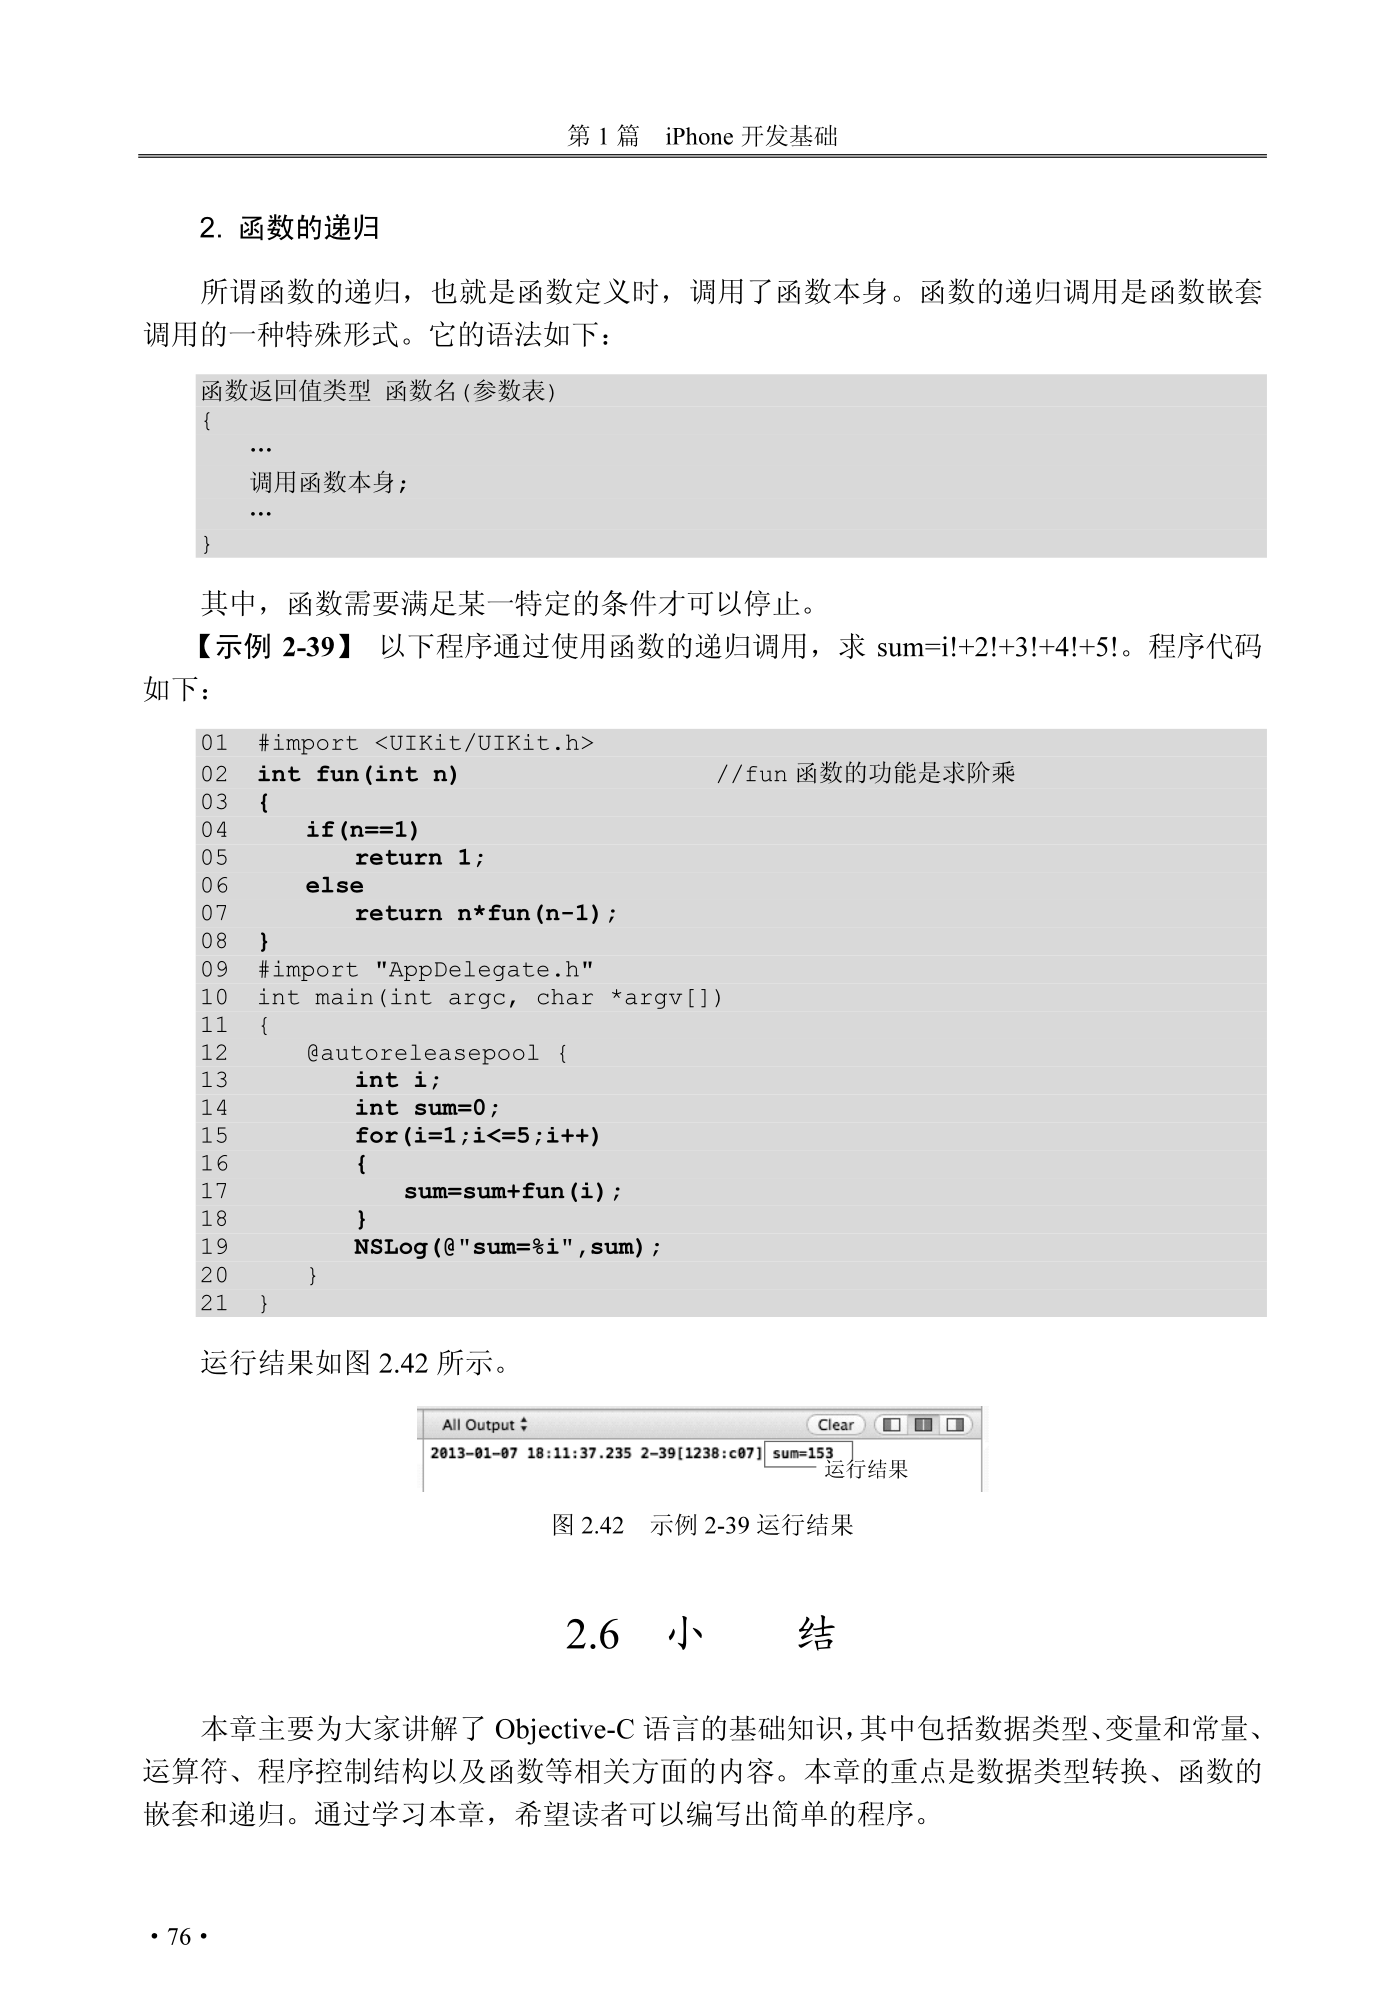 第 1 篇 iPhone 开发基础
2. 函数的递归
所谓函数的递归，也就是函数定义时，调用了函数本身。函数的递归调用是函数嵌套
调用的一种特殊形式。它的语法如下：
函数返回值类型 函数名(参数表)
{
…
调用函数本身;
…
}
其中，函数需要满足某一特定的条件才可以停止。
【示例 2-39】 以下程序通过使用函数的递归调用，求 sum=i!+2!+3!+4!+5!。程序代码
如下：
01 #import <UIKit/UIKit.h>
02 int fun(int n) //fun 函数的功能是求阶乘
03 {
04 if(n==1)
05 return 1;
06 else
07 return n*fun(n-1);
08 }
09 #import "AppDelegate.h"
10 int main(int argc, char *argv[])
11 {
12 @autoreleasepool {
13 int i;
14 int sum=0;
15 for(i=1;i<=5;i++)
16 {
17 sum=sum+fun(i);
18 }
19 NSLog(@"sum=%i",sum);
20 }
21 }
运行结果如图 2.42 所示。
All Output Clear
2013-01-07 18:11:37.235 2-39[1238:c07] sum=153
运行结果
图 2.42 示例 2-39 运行结果
2.6 小 结
本章主要为大家讲解了 Objective-C 语言的基础知识，其中包括数据类型、变量和常量、
运算符、程序控制结构以及函数等相关方面的内容。本章的重点是数据类型转换、函数的
嵌套和递归。通过学习本章，希望读者可以编写出简单的程序。
• 76 •